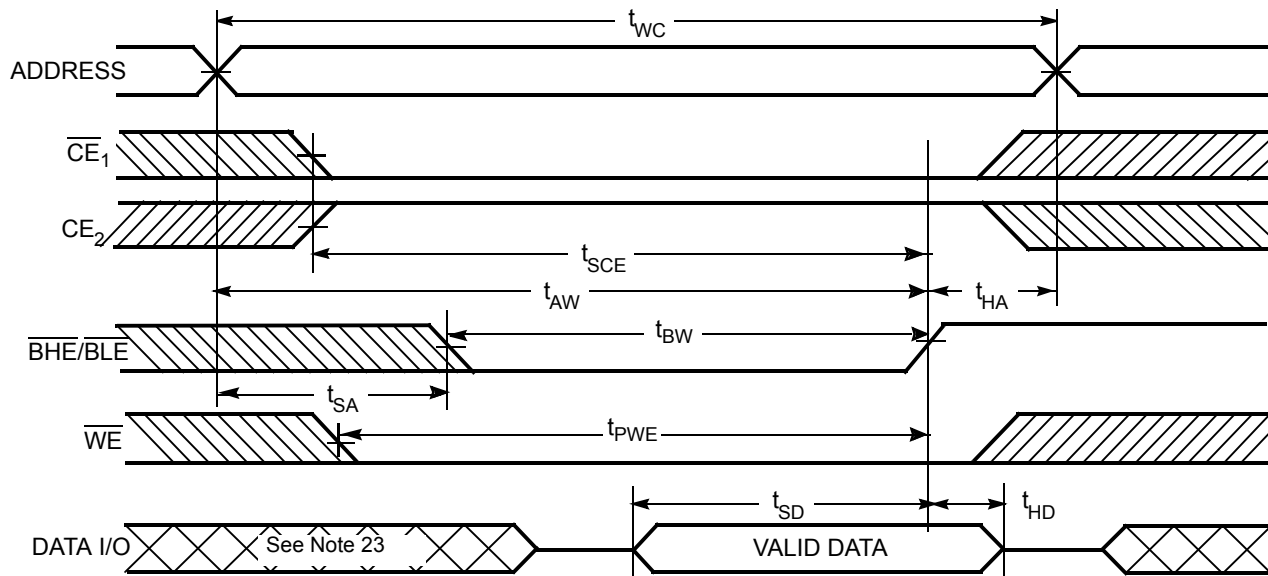 tWC
ADDRESS
CE1
CE2
tSCE
tAW
tHA
BHE/BLE
tBW
tSA
WE
tPWE
tSD
tHD
DATA I/O
See Note 23
VALID DATA